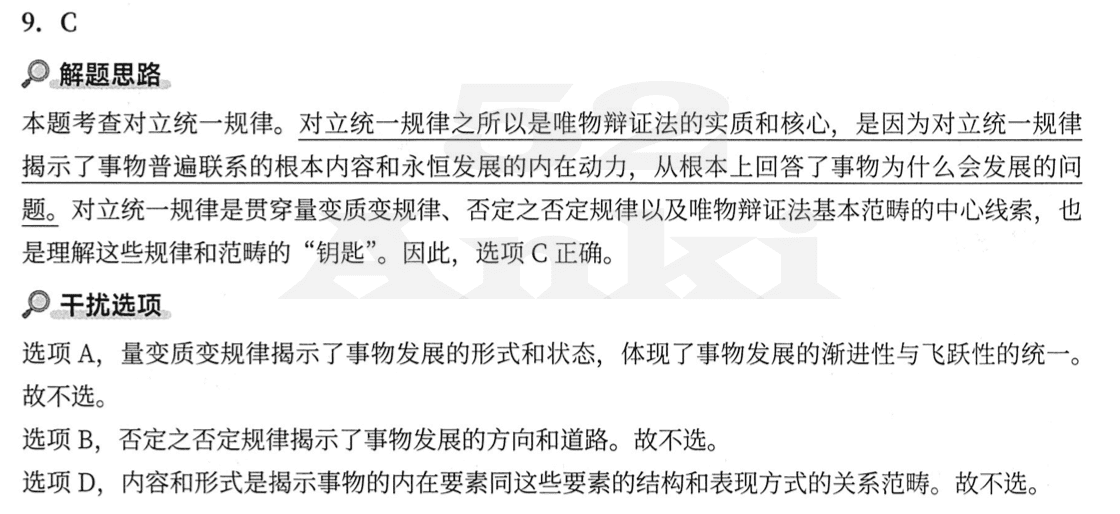 9. C
解题思路
本题考查对立统一规律。对立统一规律之所以是唯物辩证法的实质和核心，是因为对立统一规律
揭示了事物普遍联系的根本内容和永恒发展的内在动力，从根本上回答了事物为什么会发展的问
题。对立统一规律是贯穿量变质变规律、否定之否定规律以及唯物辩证法基本范畴的中心线索，也
是理解这些规律和范畴的“钥匙”。因此，选项 C 正确。
52
Anki
干扰选项
选项 A，量变质变规律揭示了事物发展的形式和状态，体现了事物发展的渐进性与飞跃性的统一。
故不选。
选项 B，否定之否定规律揭示了事物发展的方向和道路。故不选。
选项 D，内容和形式是揭示事物的内在要素同这些要素的结构和表现方式的关系范畴。故不选。